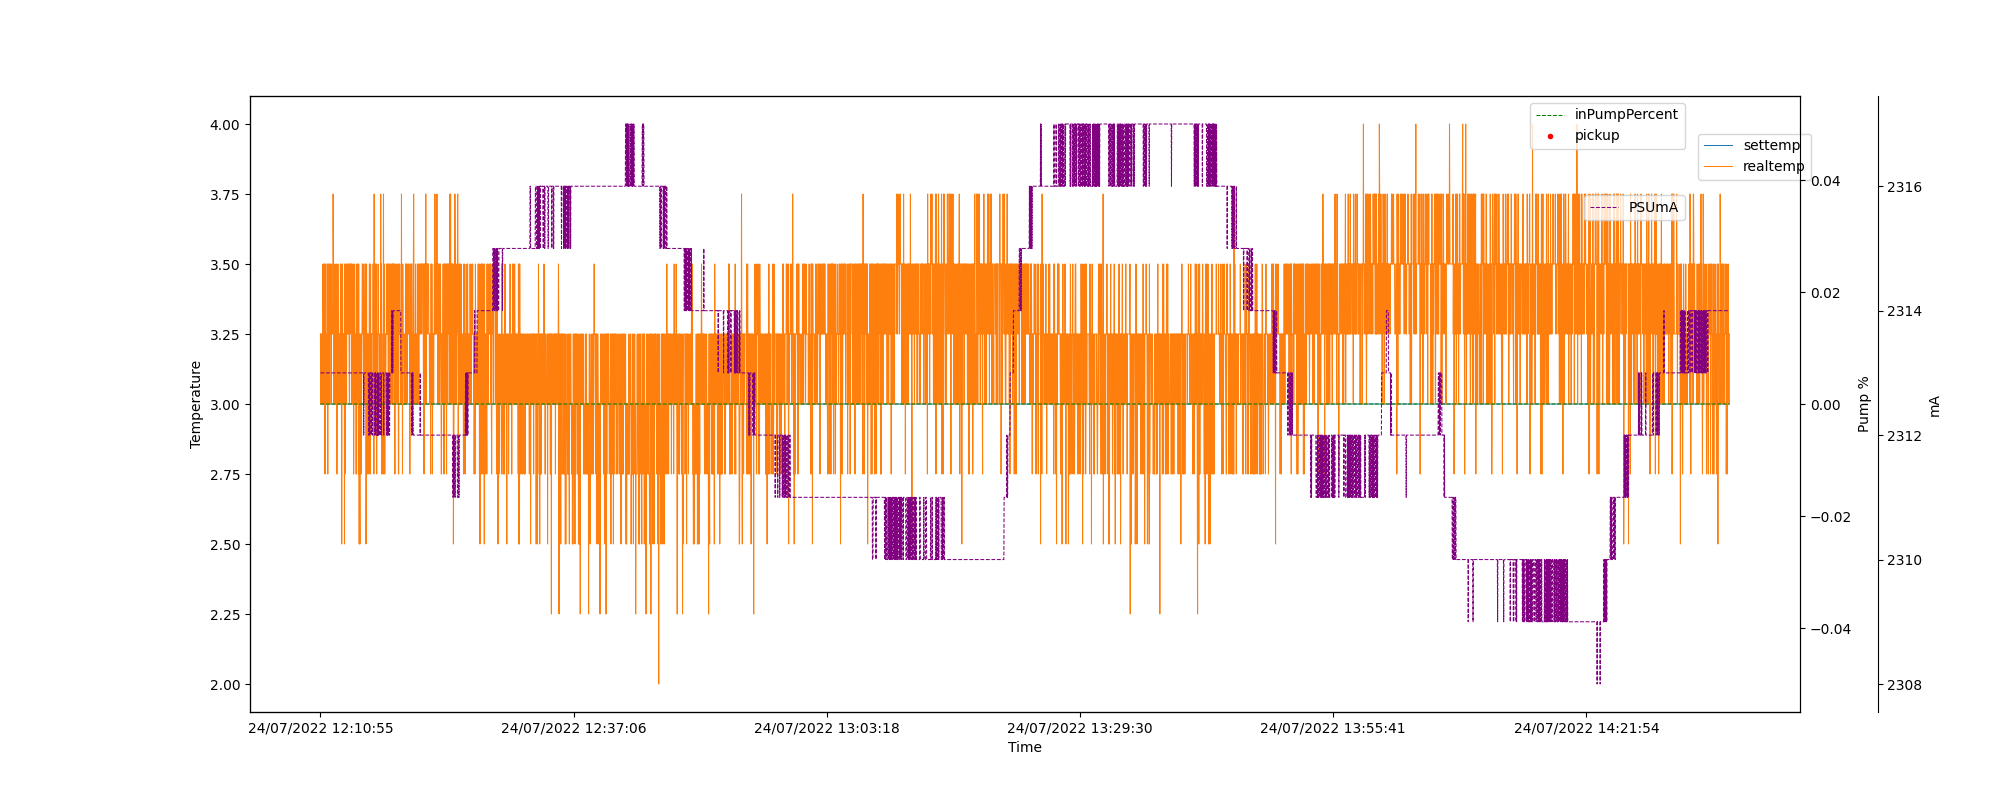 inPumpPercent
pickup
settemp
realtemp
PSUmA
Temperature
4.00
3.75
3.50
3.25
3.00
2.75
2.50
2.25
2.00
0.04
0.02
0.00
−0.02
−0.04
Pump %
2316
2314
2312
2310
2308
mA
24/07/2022 12:10:55
24/07/2022 12:37:06
24/07/2022 13:03:18
24/07/2022 13:29:30
24/07/2022 13:55:41
24/07/2022 14:21:54
Time